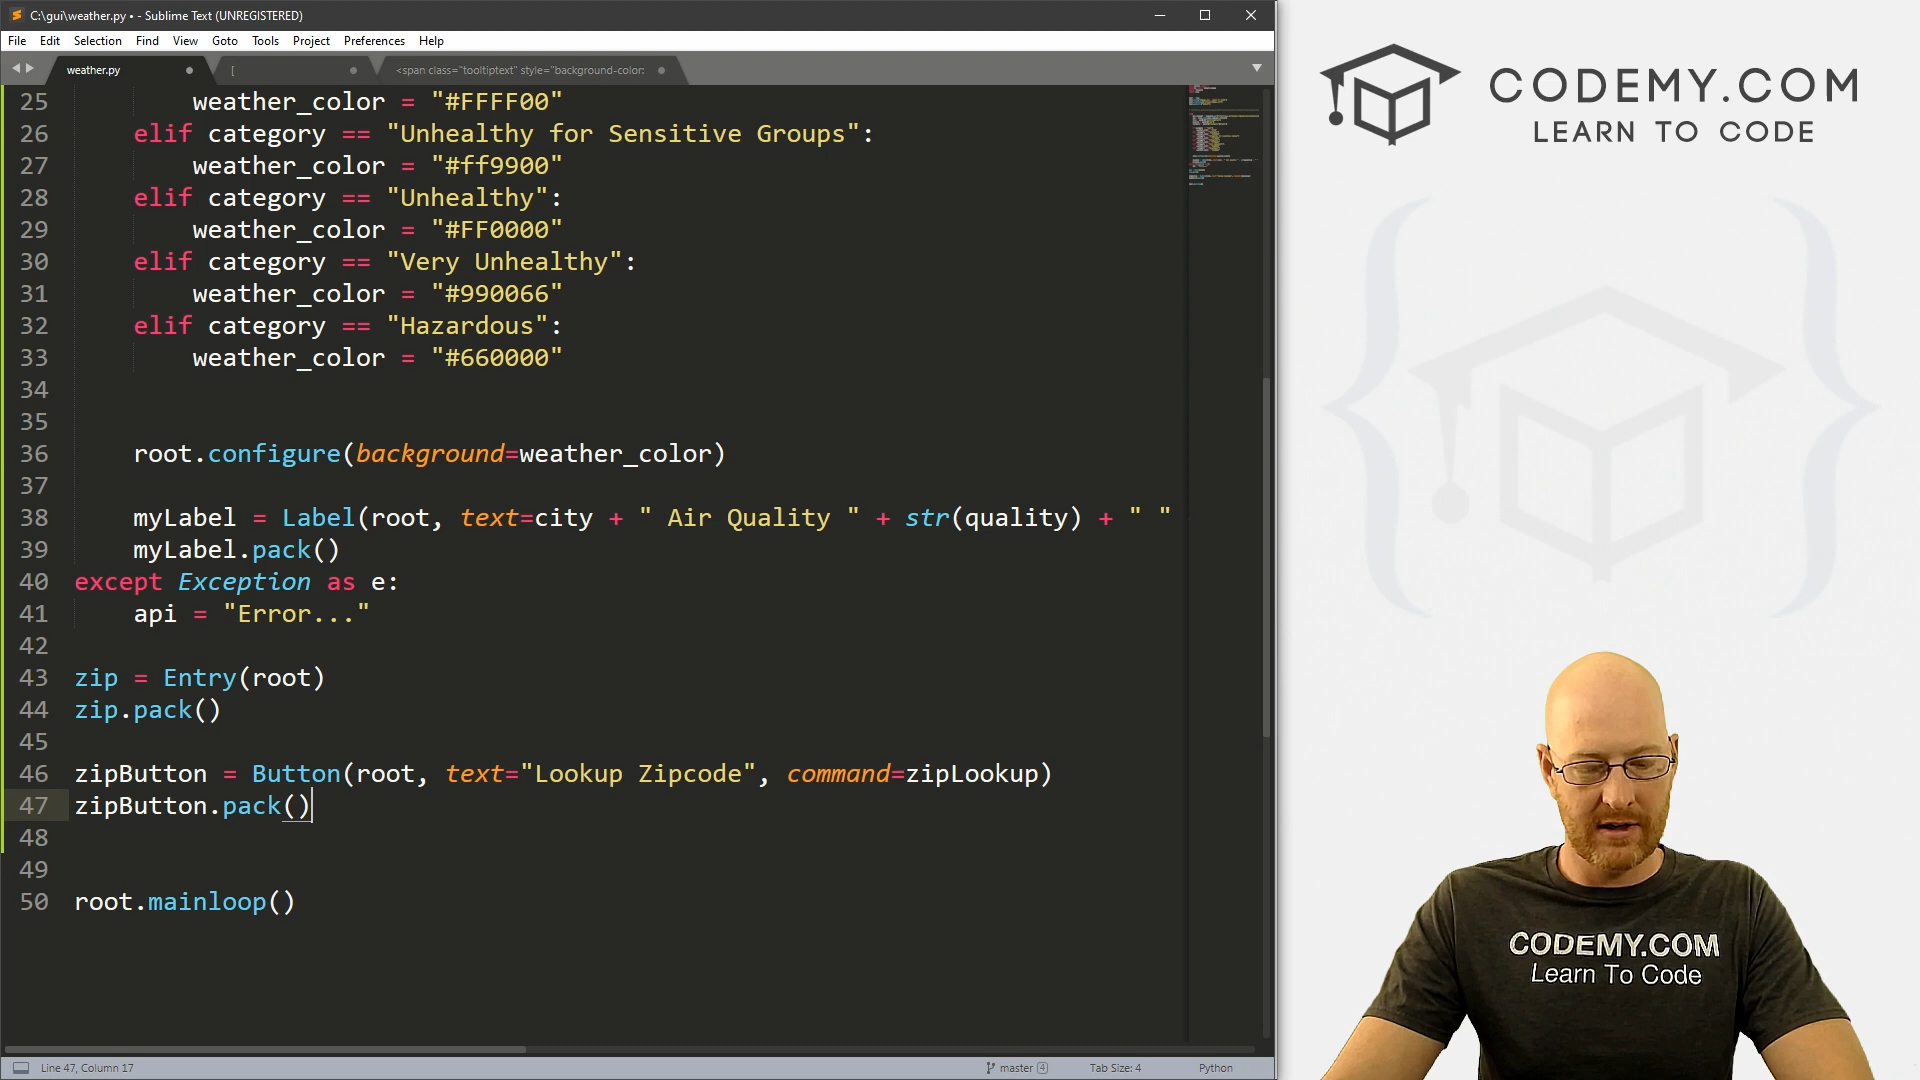 C:\gui\weather.py • - Sublime Text (UNREGISTERED)
File Edit Selection Find View Goto Tools Project Preferences Help
weather.py [ <span class="tooltiptext" style="background-color:
25 weather_color = "#FFFF00"
26 elif category == "Unhealthy for Sensitive Groups":
27 weather_color = "#ff9900"
28 elif category == "Unhealthy":
29 weather_color = "#FF0000"
30 elif category == "Very Unhealthy":
31 weather_color = "#990066"
32 elif category == "Hazardous":
33 weather_color = "#660000"
34
35
36 root.configure(background=weather_color)
37
38 myLabel = Label(root, text=city + " Air Quality " + str(quality) + " "
39 myLabel.pack()
40 except Exception as e:
41 api = "Error..."
42
43 zip = Entry(root)
44 zip.pack()
45
46 zipButton = Button(root, text="Lookup Zipcode", command=zipLookup)
47 zipButton.pack()
48
49
50 root.mainloop()
Line 47, Column 17 master 4 Tab Size: 4 Python
CODEMY.COM
LEARN TO CODE
CODEMY.COM
Learn To Code